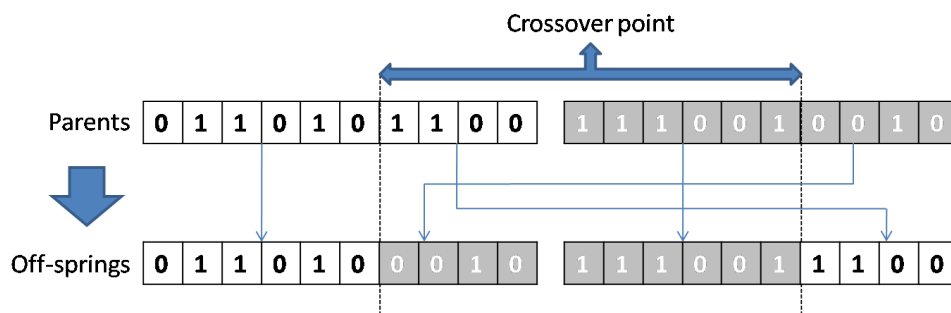 Crossover point
Parents 0 1 1 0 1 0 1 1 0 0 1 1 1 0 0 1 0 0 1 0
Off-springs 0 1 1 0 1 0 0 0 1 0 1 1 1 0 0 1 1 1 0 0